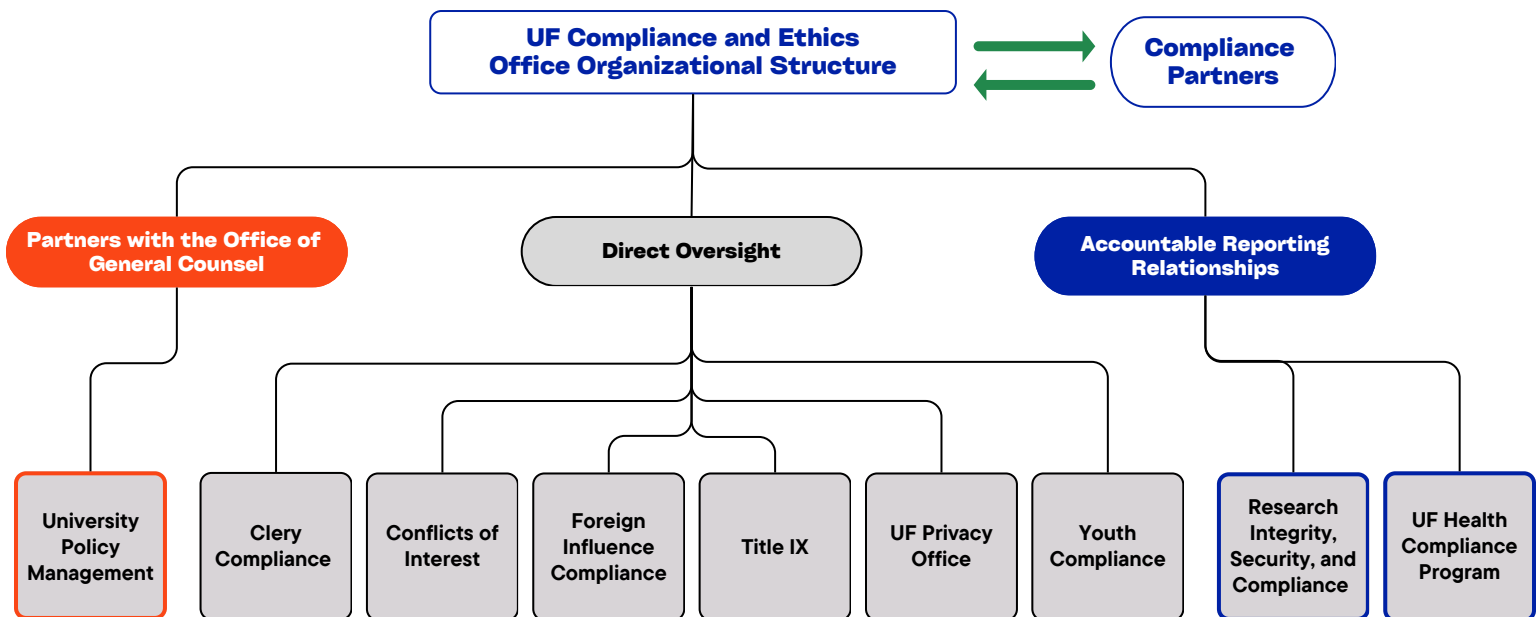 UF Compliance and Ethics
Office Organizational Structure
Compliance
Partners
Partners with the Office of
General Counsel
Direct Oversight
Accountable Reporting
Relationships
University
Policy
Management
Clery
Compliance
Conflicts of
Interest
Foreign
Influence
Compliance
Title IX
UF Privacy
Office
Youth
Compliance
Research
Integrity,
Security, and
Compliance
UF Health
Compliance
Program